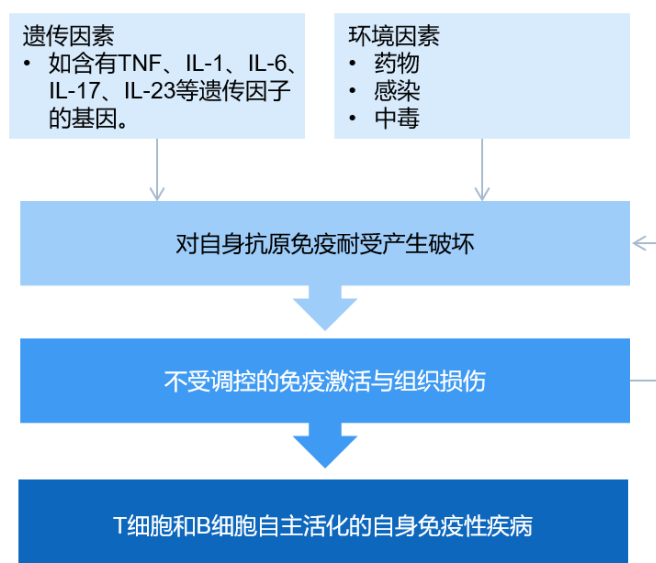 遗传因素
• 如含有TNF、IL-1、IL-6、
IL-17、IL-23等遗传因子
的基因。
环境因素
• 药物
• 感染
• 中毒
对自身抗原免疫耐受产生破坏
不受调控的免疫激活与组织损伤
T细胞和B细胞自主活化的自身免疫性疾病